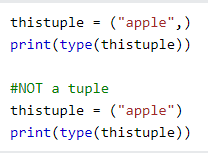 thistuple = ("apple",)
print(type(thistuple))
#NOT a tuple
thistuple = ("apple")
print(type(thistuple))